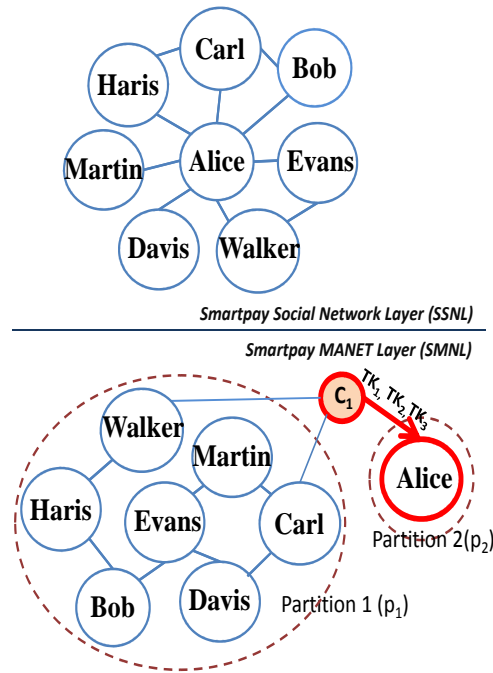 Carl
Bob
Haris
Martin
Alice
Evans
Davis
Walker
Smartpay Social Network Layer (SSNL)
Smartpay MANET Layer (SMNL)
C₁
TK₁, TK₂, TK₃
Walker
Martin
Alice
Haris
Evans
Carl
Partition 2(p₂)
Bob
Davis
Partition 1 (p₁)